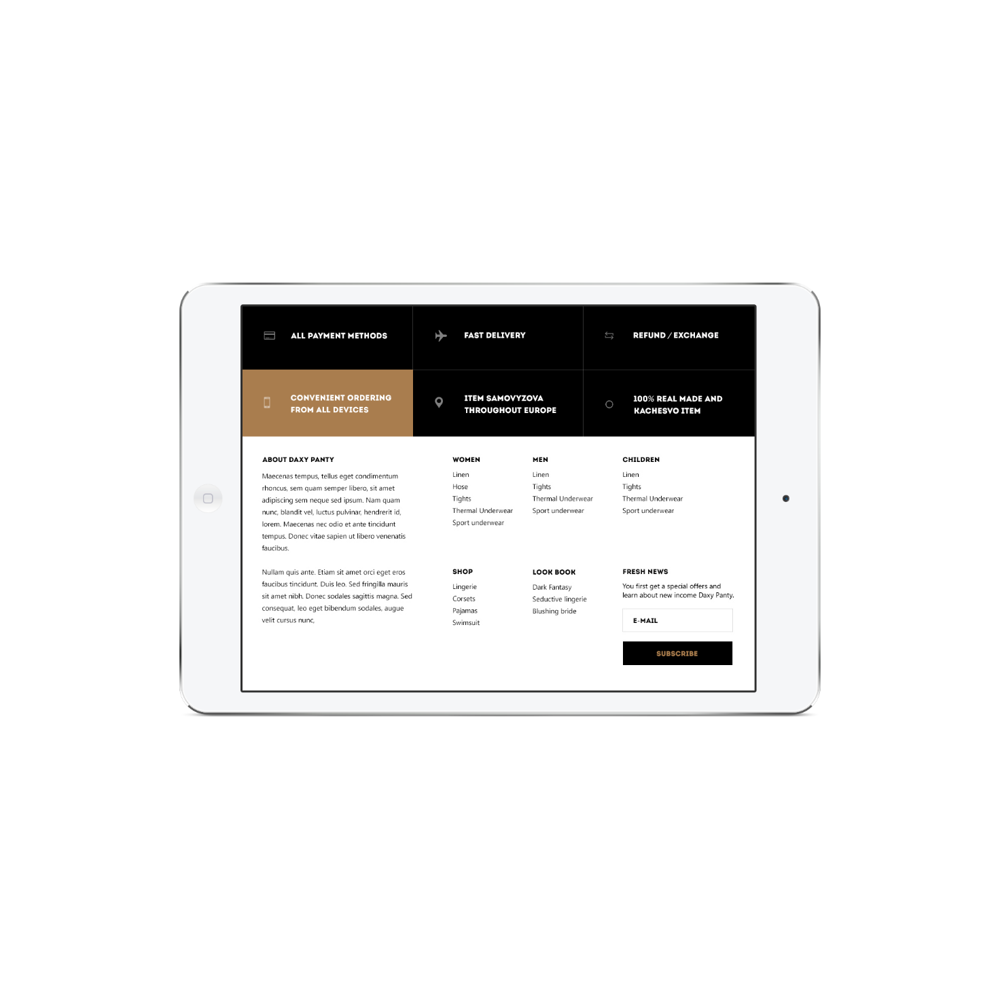 ALL PAYMENT METHODS
FAST DELIVERY
REFUND / EXCHANGE
CONVENIENT ORDERING
FROM ALL DEVICES
ITEM SAMOVYZOVA
THROUGHOUT EUROPE
100% REAL MADE AND
KACHESVO ITEM
ABOUT DAXY PANTY
Maecenas tempus, tellus eget condimentum
rhoncus, sem quam semper libero, sit amet
adipiscing sem neque sed ipsum. Nam quam
nunc, blandit vel, luctus pulvinar, hendrerit id,
lorem. Maecenas nec odio et ante tincidunt
tempus. Donec vitae sapien ut libero venenatis
faucibus.
Nullam quis ante. Etiam sit amet orci eget eros
faucibus tincidunt. Duis leo. Sed fringilla mauris
sit amet nibh. Donec sodales sagittis magna. Sed
consequat, leo eget bibendum sodales, augue
velit cursus nunc,
WOMEN
Linen
Hose
Tights
Thermal Underwear
Sport underwear
MEN
Linen
Tights
Thermal Underwear
Sport underwear
CHILDREN
Linen
Tights
Thermal Underwear
Sport underwear
SHOP
Lingerie
Corsets
Pajamas
Swimsuit
LOOK BOOK
Dark Fantasy
Seductive lingerie
Blushing bride
FRESH NEWS
You first get a special offers and
learn about new income Daxy Panty.
E-MAIL
SUBSCRIBE